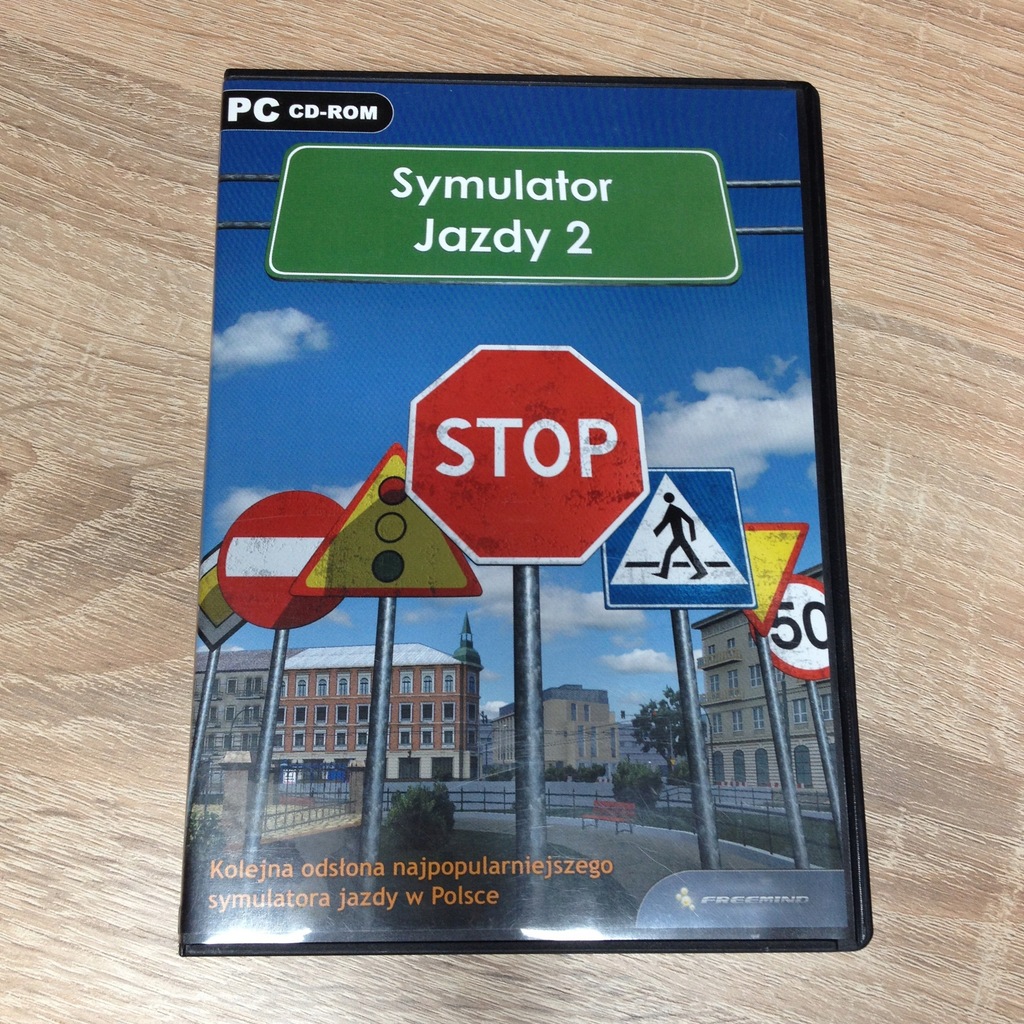 PC CD-ROM
Symulator
Jazdy 2
STOP
50
Kolejna odsłona najpopularniejszego
symulatora jazdy w Polsce
FREEMIND